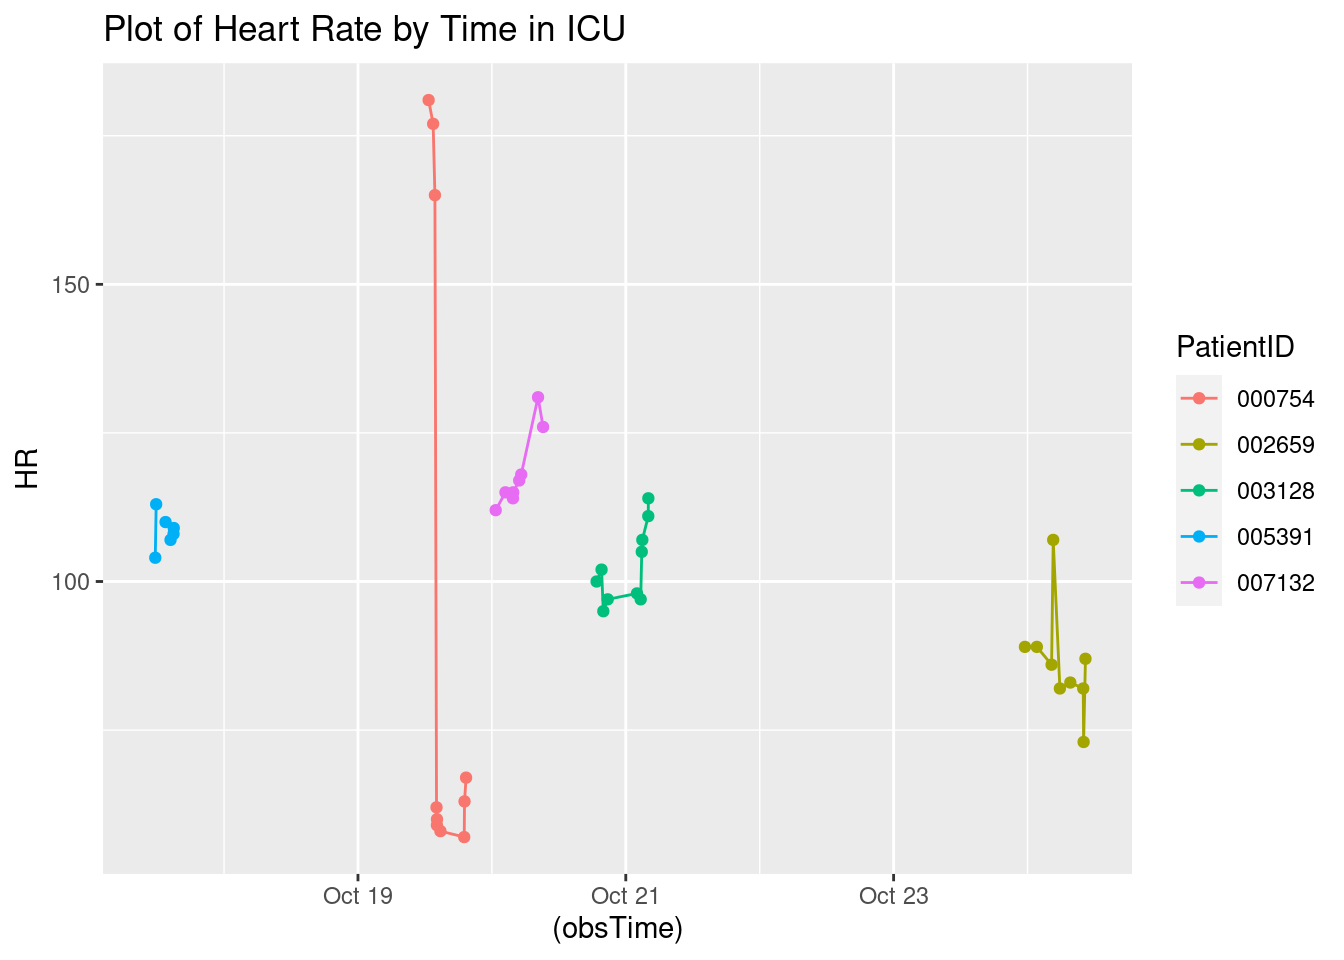 Plot of Heart Rate by Time in ICU
HR
150
100
Oct 19
Oct 21
Oct 23
(obsTime)
PatientID
000754
002659
003128
005391
007132